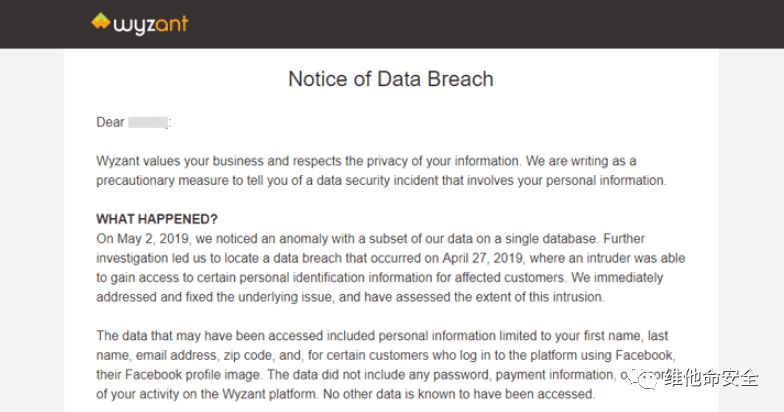 wyzant
Notice of Data Breach
Dear :
Wyzant values your business and respects the privacy of your information. We are writing as a
precautionary measure to tell you of a data security incident that involves your personal information.
WHAT HAPPENED?
On May 2, 2019, we noticed an anomaly with a subset of our data on a single database. Further
investigation led us to locate a data breach that occurred on April 27, 2019, where an intruder was able
to gain access to certain personal identification information for affected customers. We immediately
addressed and fixed the underlying issue, and have assessed the extent of this intrusion.
The data that may have been accessed included personal information limited to your first name, last
name, email address, zip code, and, for certain customers who log in to the platform using Facebook,
their Facebook profile image. The data did not include any password, payment information,
of your activity on the Wyzant platform. No other data is known to have been accessed.
维他命安全